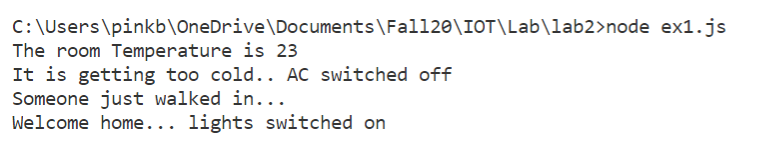 C:\Users\pinkb\OneDrive\Documents\Fall20\IOT\Lab\lab2>node ex1.js
The room Temperature is 23
It is getting too cold.. AC switched off
Someone just walked in...
Welcome home... lights switched on